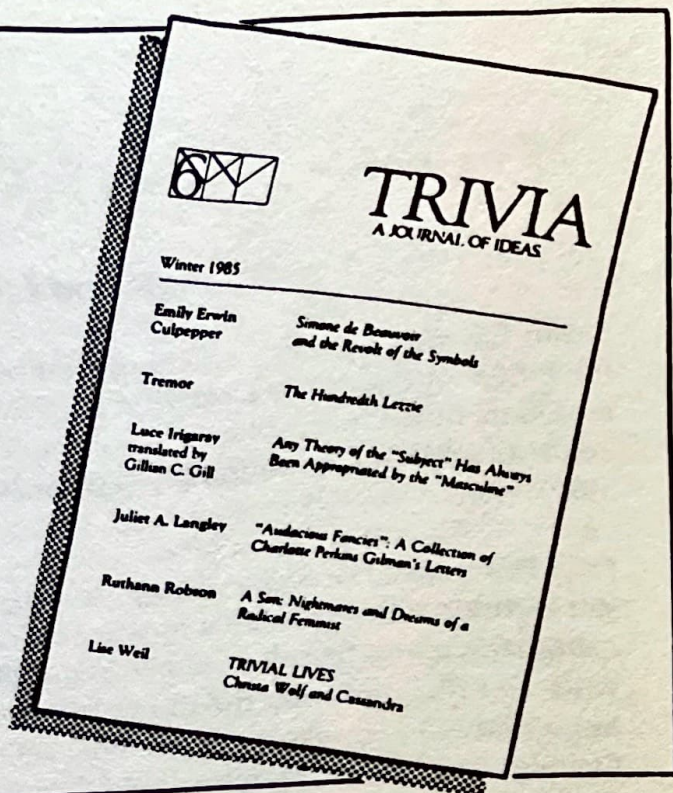 6
TRIVIA
A JOURNAL OF IDEAS
Winter 1985
Emily Erwin
Culpepper
Simone de Beauvoir
and the Revolt of the Symbols
Tremor
The Hundredth Lezzie
Luce Irigaray
translated by
Gillian C. Gill
Any Theory of the "Subject" Has Always
Been Appropriated by the "Masculine"
Juliet A. Langley
"Audacious Fancies": A Collection of
Charlotte Perkins Gilman's Letters
Ruthann Robson
A Son: Nightmares and Dreams of a
Radical Feminist
Lise Weil
TRIVIAL LIVES
Christa Wolf and Cassandra